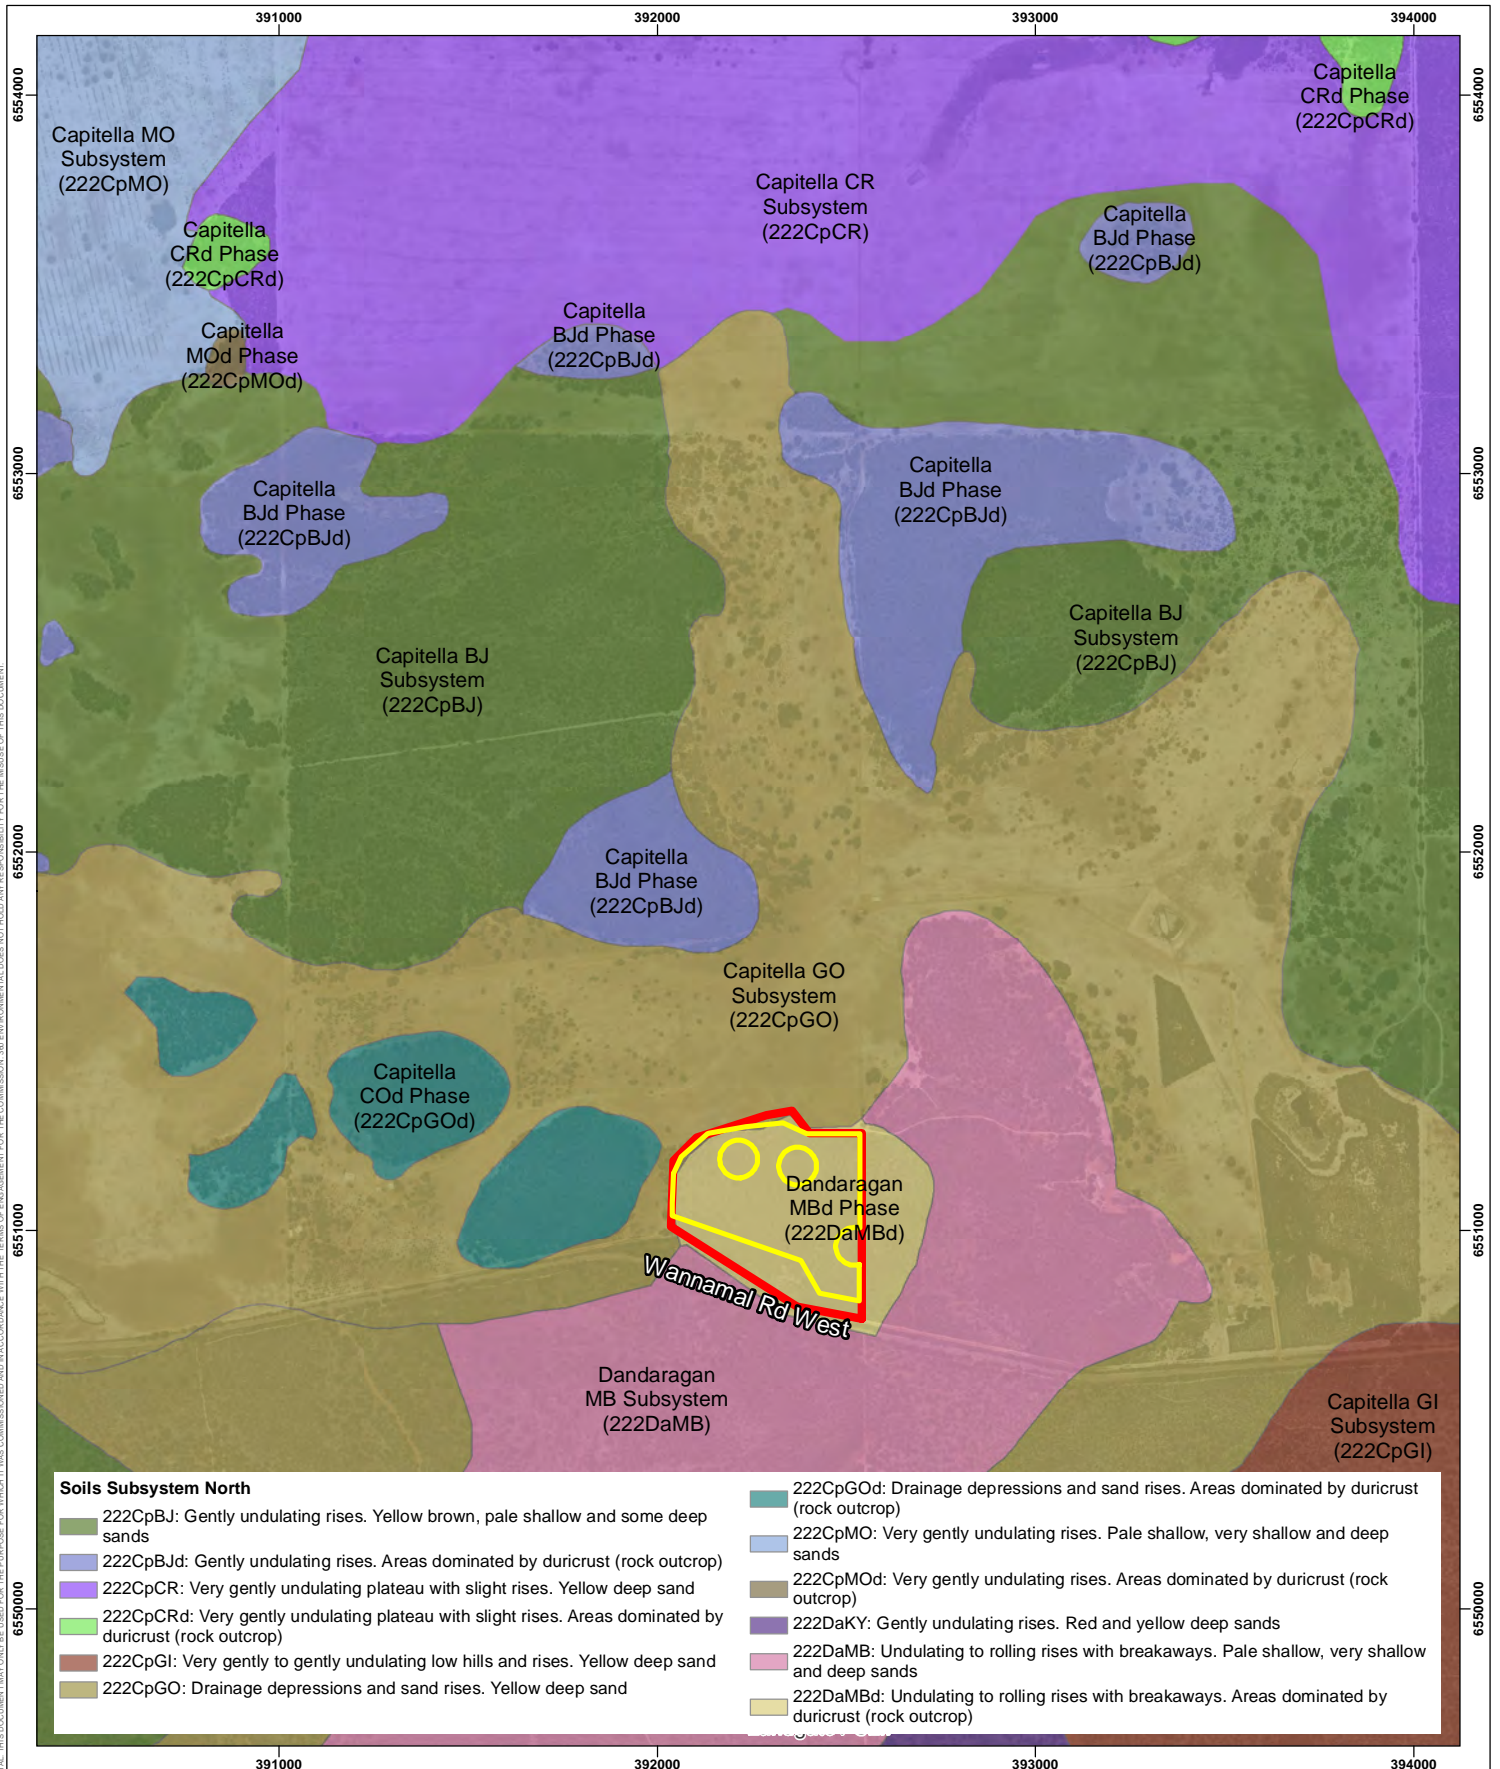 391000
392000
393000
394000
6554000
6554000
Capitella
CRd Phase
(222CpCRd)
Capitella MO
Subsystem
(222CpMO)
Capitella CR
Subsystem
(222CpCR)
Capitella
BJd Phase
(222CpBJd)
Capitella
CRd Phase
(222CpCRd)
Capitella
BJd Phase
(222CpBJd)
Capitella
MOd Phase
(222CpMOd)
6553000
6553000
Capitella
BJd Phase
(222CpBJd)
Capitella
BJd Phase
(222CpBJd)
Capitella BJ
Subsystem
(222CpBJ)
Capitella BJ
Subsystem
(222CpBJ)
6552000
6552000
Capitella
BJd Phase
(222CpBJd)
Capitella GO
Subsystem
(222CpGO)
Capitella
COd Phase
(222CpGOd)
Dandaragan
MBd Phase
(222DaMBd)
6551000
6551000
Wannamal Rd West
Dandaragan
MB Subsystem
(222DaMB)
Capitella GI
Subsystem
(222CpGI)
Soils Subsystem North
222CpBJ: Gently undulating rises. Yellow brown, pale shallow and some deep
sands
222CpBJd: Gently undulating rises. Areas dominated by duricrust (rock outcrop)
222CpCR: Very gently undulating plateau with slight rises. Yellow deep sand
222CpCRd: Very gently undulating plateau with slight rises. Areas dominated by
duricrust (rock outcrop)
222CpGI: Very gently to gently undulating low hills and rises. Yellow deep sand
222CpGO: Drainage depressions and sand rises. Yellow deep sand
222CpGOd: Drainage depressions and sand rises. Areas dominated by duricrust
(rock outcrop)
222CpMO: Very gently undulating rises. Pale shallow, very shallow and deep
sands
222CpMOd: Very gently undulating rises. Areas dominated by duricrust (rock
outcrop)
222DaKY: Gently undulating rises. Red and yellow deep sands
222DaMB: Undulating to rolling rises with breakaways. Pale shallow, very shallow
and deep sands
222DaMBd: Undulating to rolling rises with breakaways. Areas dominated by
duricrust (rock outcrop)
6550000
6550000
391000
392000
393000
394000